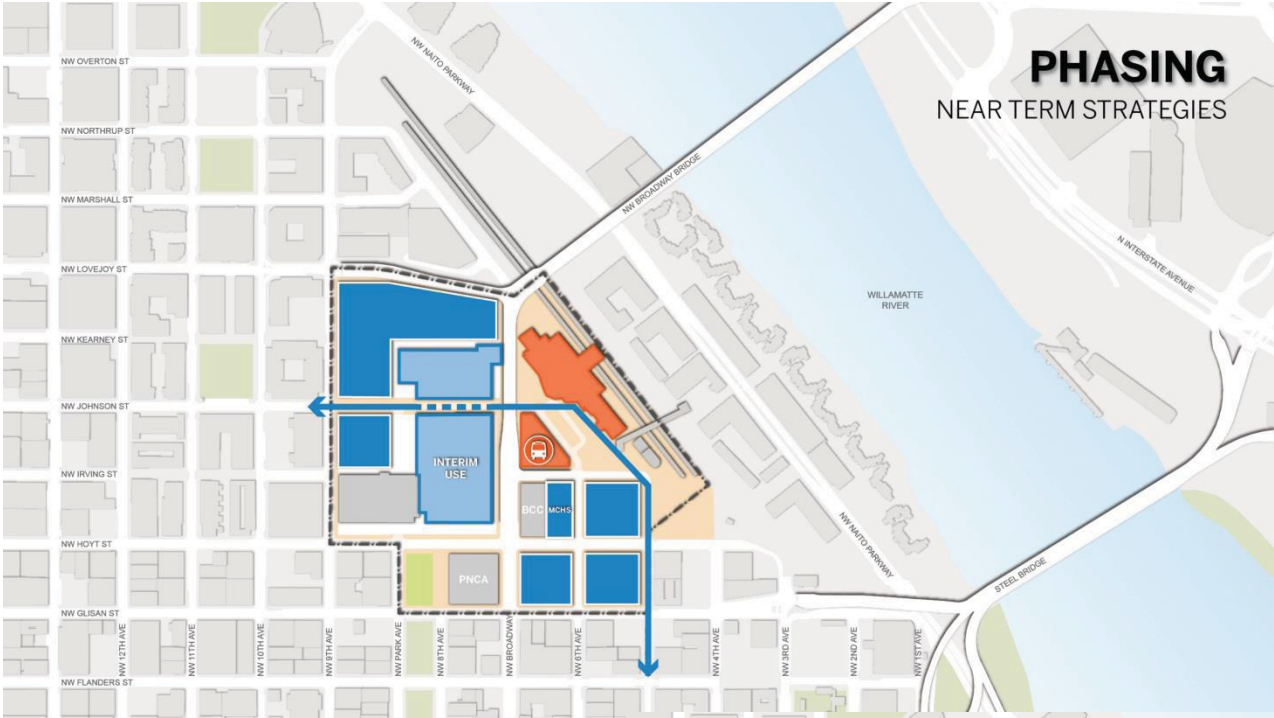 PHASING
NEAR TERM STRATEGIES
NW OVERTON ST
NW NAITO PARKWAY
NW NORTHRUP ST
NW BROADWAY BRIDGE
NW MARSHALL ST
N INTERSTATE AVENUE
NW LOVEJOY ST
WILLAMATTE
RIVER
NW KEARNEY ST
NW JOHNSON ST
INTERIM
USE
NW IRVING ST
BCC
MCHS
NW NAITO PARKWAY
NW HOYT ST
PNCA
STEEL BRIDGE
NW GLISAN ST
NW 12TH AVE
NW 11TH AVE
NW 10TH AVE
NW 9TH AVE
NW PARK AVE
NW 8TH AVE
NW BROADWAY
NW 6TH AVE
NW 4TH AVE
NW 3RD AVE
NW 2ND AVE
NW 1ST AVE
NW FLANDERS ST